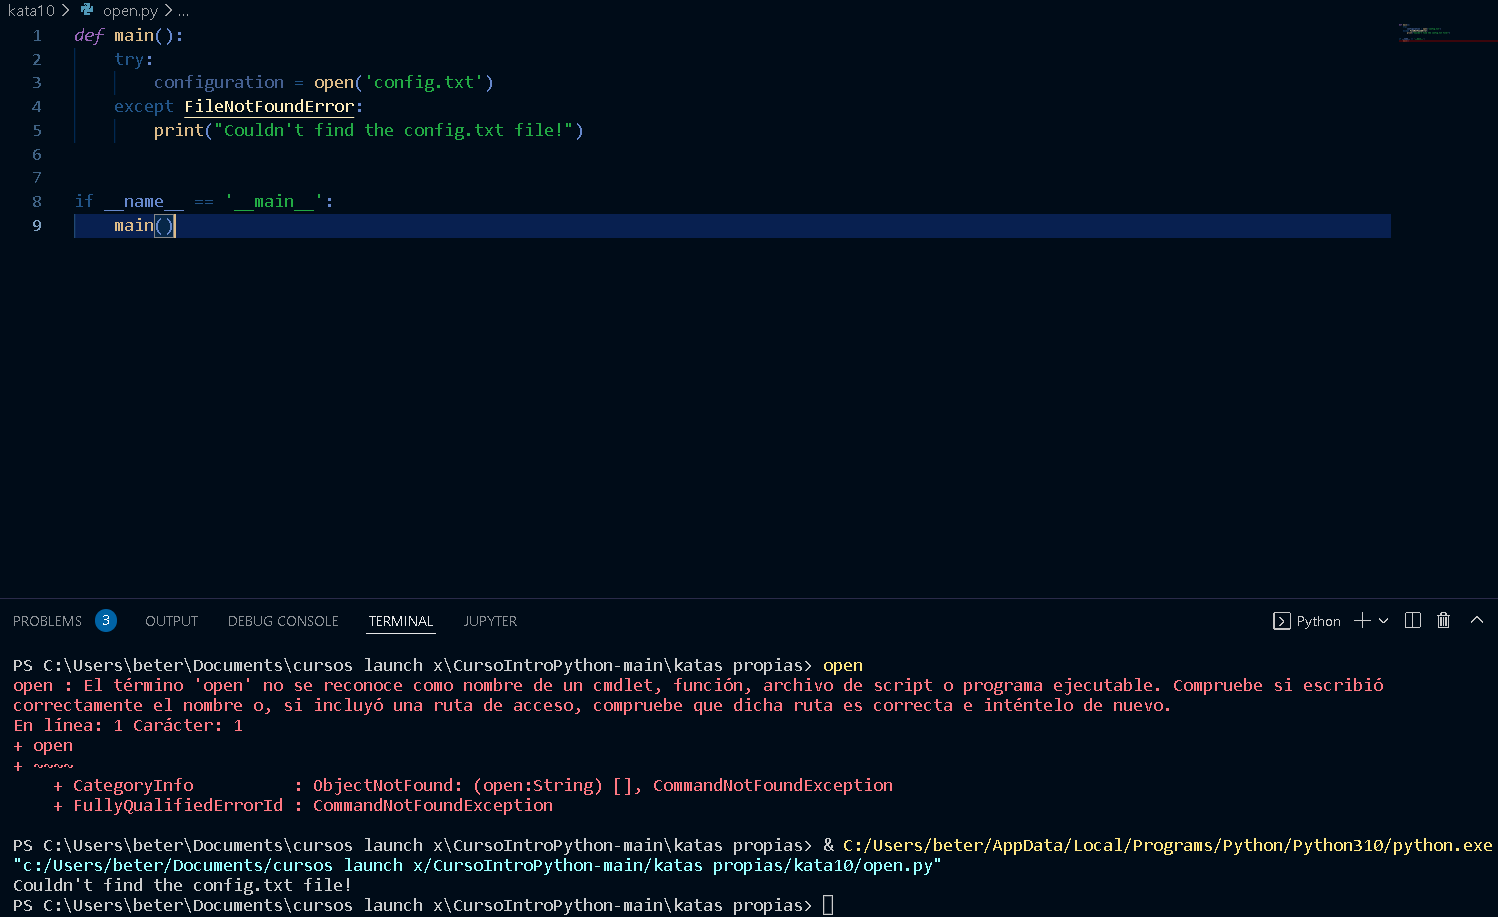 kata10 > open.py > ...
1 def main():
2     try:
3         configuration = open('config.txt')
4     except FileNotFoundError:
5         print("Couldn't find the config.txt file!")
6
7
8 if __name__ == '__main__':
9     main()
PROBLEMS 3 OUTPUT DEBUG CONSOLE TERMINAL JUPYTER Python
PS C:\Users\beter\Documents\cursos launch x\CursoIntroPython-main\katas propias> open
open : El término 'open' no se reconoce como nombre de un cmdlet, función, archivo de script o programa ejecutable. Compruebe si escribió
correctamente el nombre o, si incluyó una ruta de acceso, compruebe que dicha ruta es correcta e inténtelo de nuevo.
En línea: 1 Carácter: 1
+ open
+ ~~~~
    + CategoryInfo          : ObjectNotFound: (open:String) [], CommandNotFoundException
    + FullyQualifiedErrorId : CommandNotFoundException
PS C:\Users\beter\Documents\cursos launch x\CursoIntroPython-main\katas propias> & C:/Users/beter/AppData/Local/Programs/Python/Python310/python.exe
"c:/Users/beter/Documents/cursos launch x/CursoIntroPython-main/katas propias/kata10/open.py"
Couldn't find the config.txt file!
PS C:\Users\beter\Documents\cursos launch x\CursoIntroPython-main\katas propias>